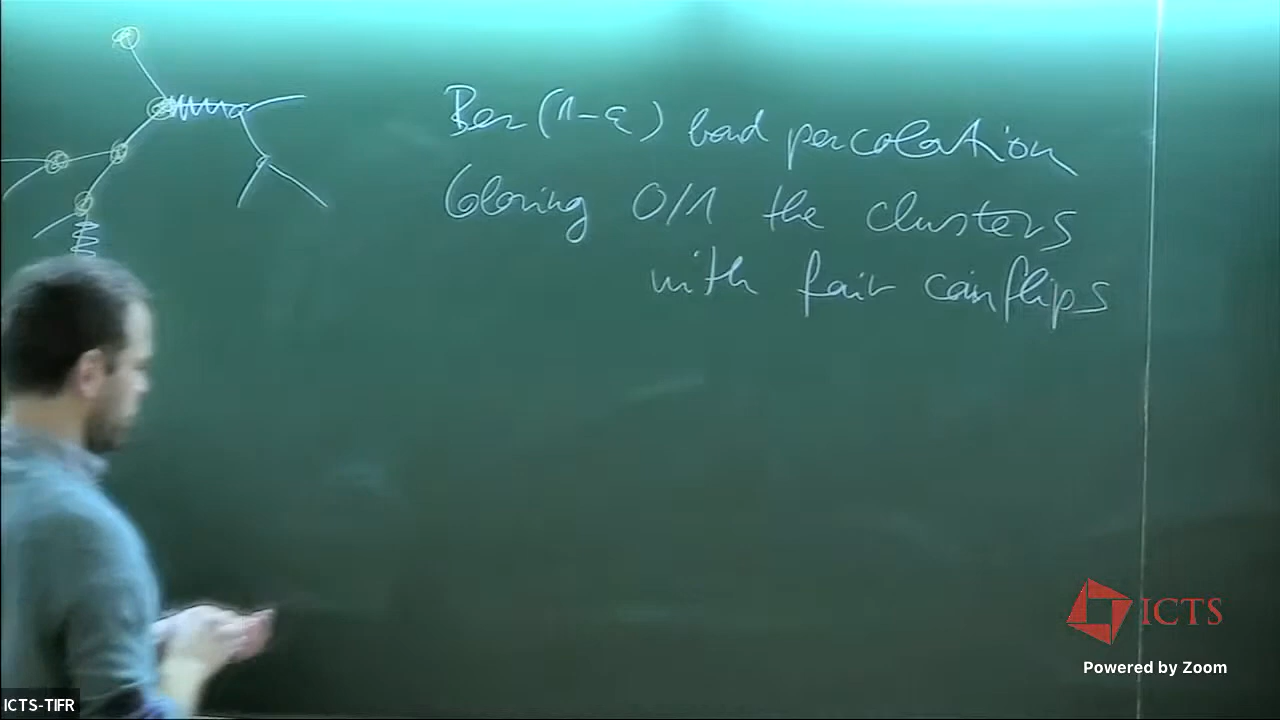 Ber(1-ε) bond percolation
Coloring 0/1 the clusters
with fair coinflips
ICTS
Powered by Zoom
ICTS-TIFR